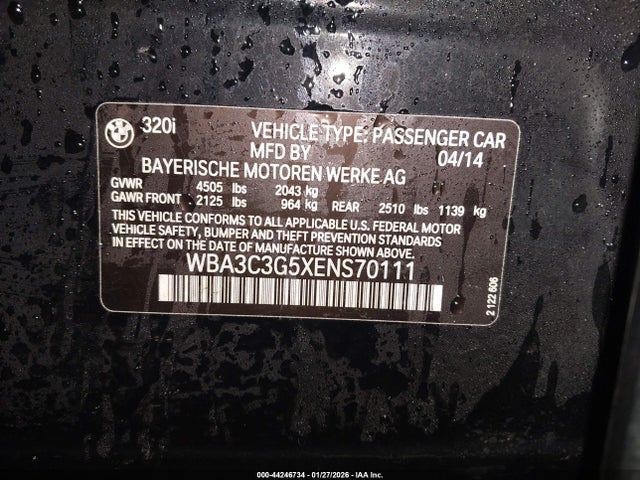 BMW
320i VEHICLE TYPE: PASSENGER CAR
MFD BY 04/14
BAYERISCHE MOTOREN WERKE AG
GVWR 4505 lbs 2043 kg
GAWR FRONT 2125 lbs 964 kg REAR 2510 lbs 1139 kg
THIS VEHICLE CONFORMS TO ALL APPLICABLE U.S. FEDERAL MOTOR
VEHICLE SAFETY, BUMPER AND THEFT PREVENTION STANDARDS
IN EFFECT ON THE DATE OF MANUFACTURE SHOWN ABOVE.
WBA3C3G5XENS70111
2 122 606
000-44246734 - 01/27/2026 - IAA Inc.